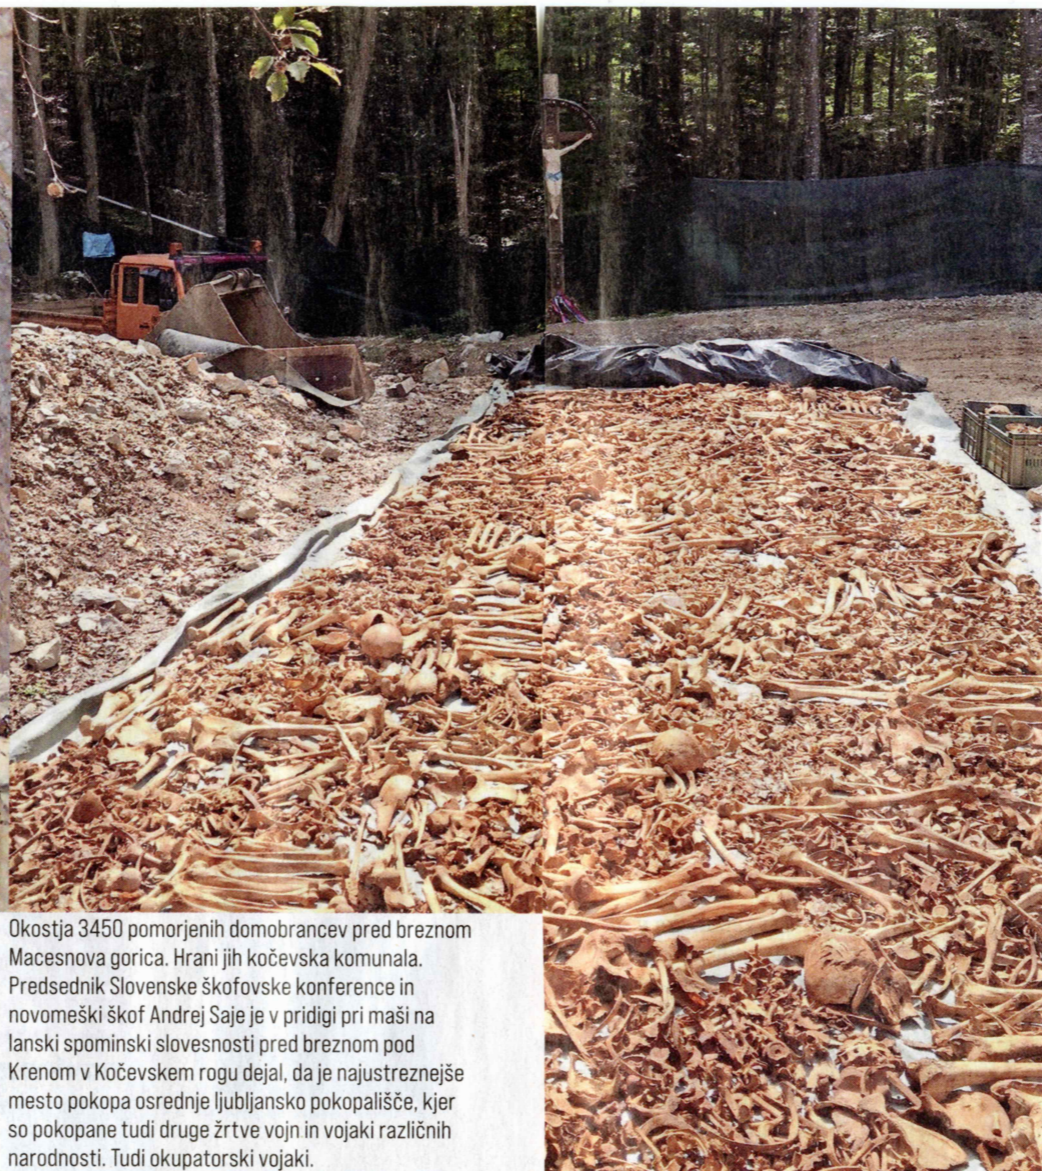 Okostja 3450 pomorjenih domobrancev pred breznom
Macesnova gorica. Hrani jih kočevska komunala.
Predsednik Slovenske škofovske konference in
novomeški škof Andrej Saje je v pridigi pri maši na
lanski spominski slovesnosti pred breznom pod
Krenom v Kočevskem rogu dejal, da je najustreznejše
mesto pokopa osrednje ljubljansko pokopališče, kjer
so pokopane tudi druge žrtve vojn in vojaki različnih
narodnosti. Tudi okupatorski vojaki.